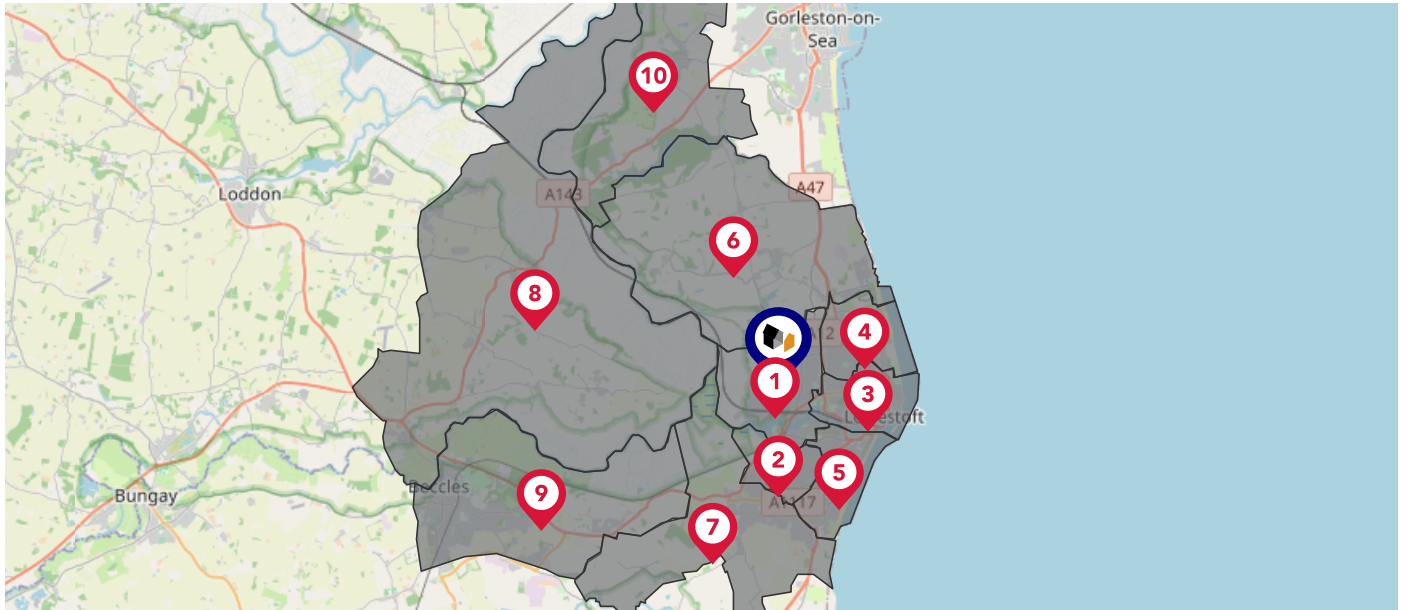 Gorleston-on-
Sea
10
A47
Loddon
A143
6
8
4
A12
1
3
Lowestoft
2
5
Beccles
9
Bungay
A1117
7